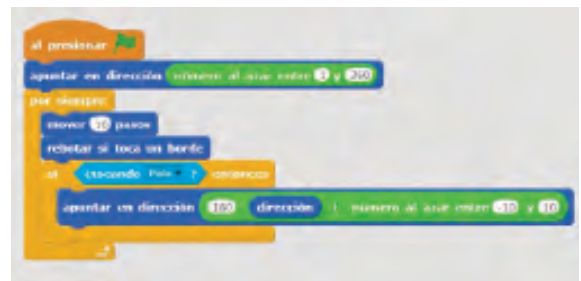 al presionar
apuntar en dirección número al azar entre 1 y 360
por siempre
mover 10 pasos
rebotar si toca un borde
si ¿tocando ? entonces
apuntar en dirección 180 dirección número al azar entre -10 y 10